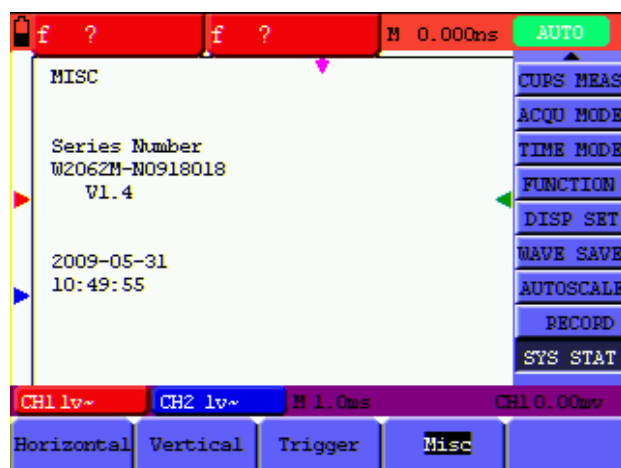 f ? f ? M 0.000ns AUTO
MISC
Series Number
W2062M-N0918018
V1.4
2009-05-31
10:49:55
CURS MEAS
ACQU MODE
TIME MODE
FUNCTION
DISP SET
WAVE SAVE
AUTOSCALE
RECORD
SYS STAT
CH1 1v~ CH2 1v~ M 1.0ms CH1 0.00mv
Horizontal Vertical Trigger Misc